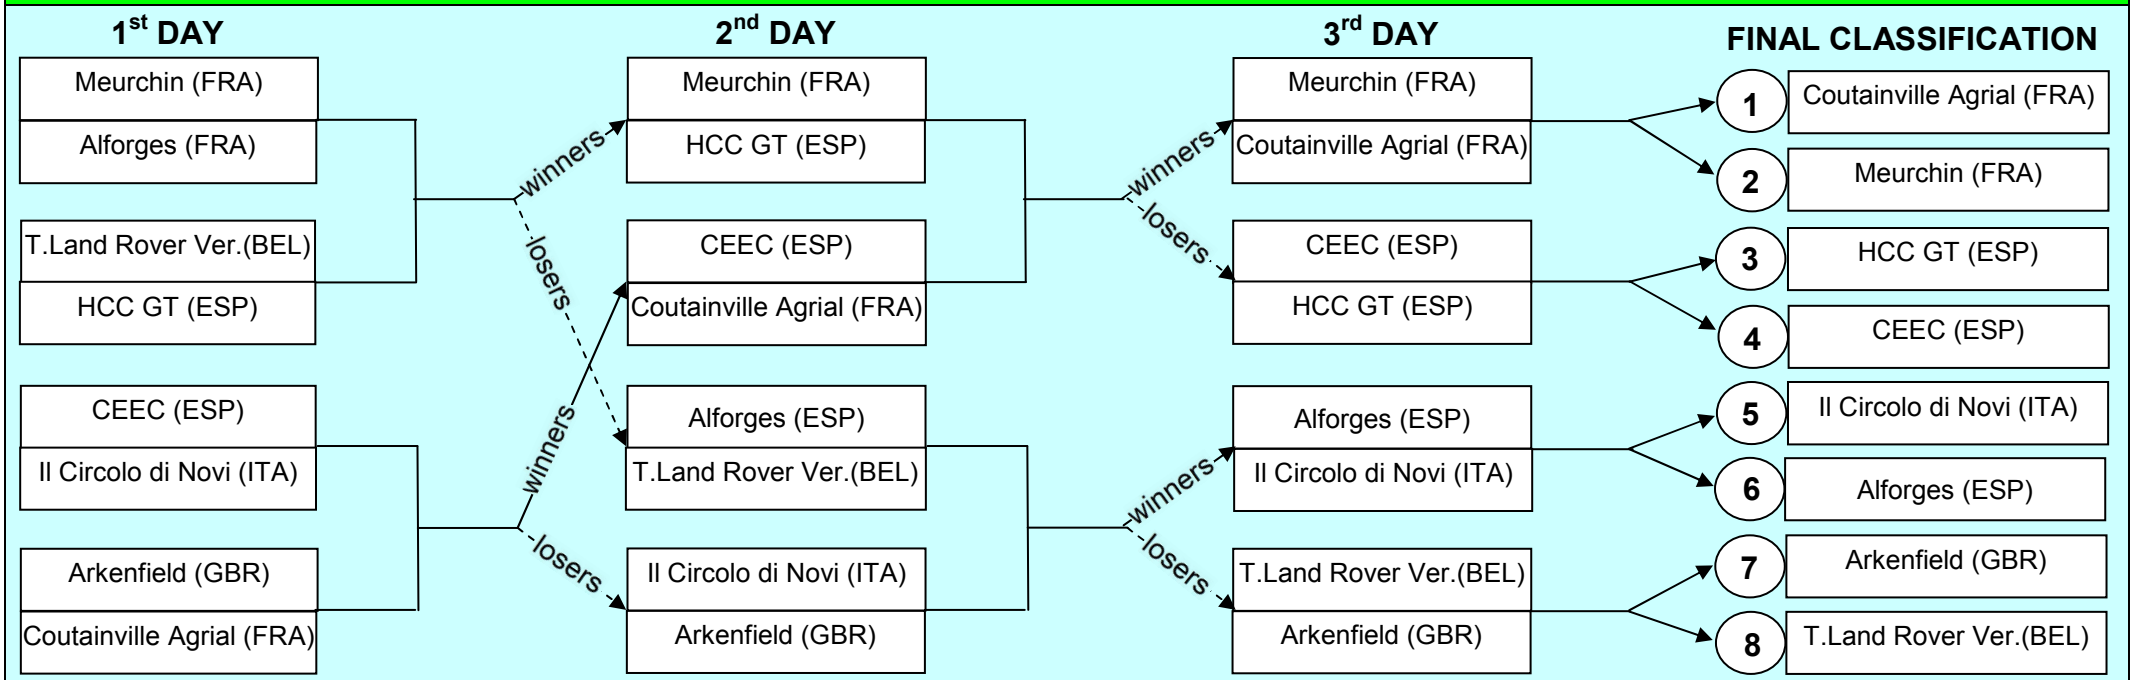 1st DAY
Meurchin (FRA)
Alforges (FRA)
T.Land Rover Ver.(BEL)
HCC GT (ESP)
CEEC (ESP)
Il Circolo di Novi (ITA)
Arkenfield (GBR)
Coutainville Agrial (FRA)
winners
losers
winners
losers
2nd DAY
Meurchin (FRA)
HCC GT (ESP)
CEEC (ESP)
Coutainville Agrial (FRA)
Alforges (ESP)
T.Land Rover Ver.(BEL)
Il Circolo di Novi (ITA)
Arkenfield (GBR)
winners
losers
winners
losers
3rd DAY
Meurchin (FRA)
Coutainville Agrial (FRA)
CEEC (ESP)
HCC GT (ESP)
Alforges (ESP)
Il Circolo di Novi (ITA)
T.Land Rover Ver.(BEL)
Arkenfield (GBR)
FINAL CLASSIFICATION
1 Coutainville Agrial (FRA)
2 Meurchin (FRA)
3 HCC GT (ESP)
4 CEEC (ESP)
5 Il Circolo di Novi (ITA)
6 Alforges (ESP)
7 Arkenfield (GBR)
8 T.Land Rover Ver.(BEL)